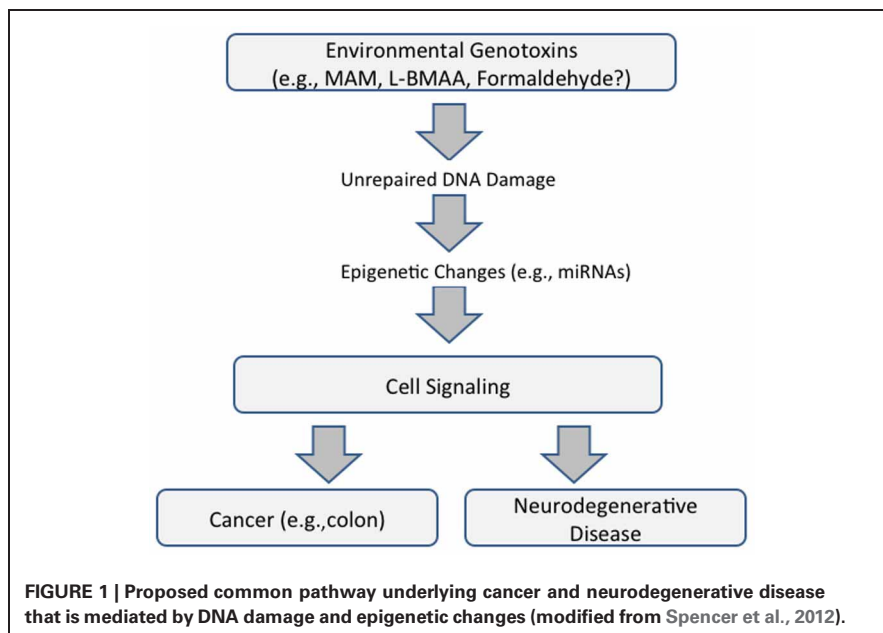 Environmental Genotoxins
(e.g., MAM, L-BMAA, Formaldehyde?)
Unrepaired DNA Damage
Epigenetic Changes (e.g., miRNAs)
Cell Signaling
Cancer (e.g.,colon)
Neurodegenerative
Disease
FIGURE 1 | Proposed common pathway underlying cancer and neurodegenerative disease
that is mediated by DNA damage and epigenetic changes (modified from Spencer et al., 2012).